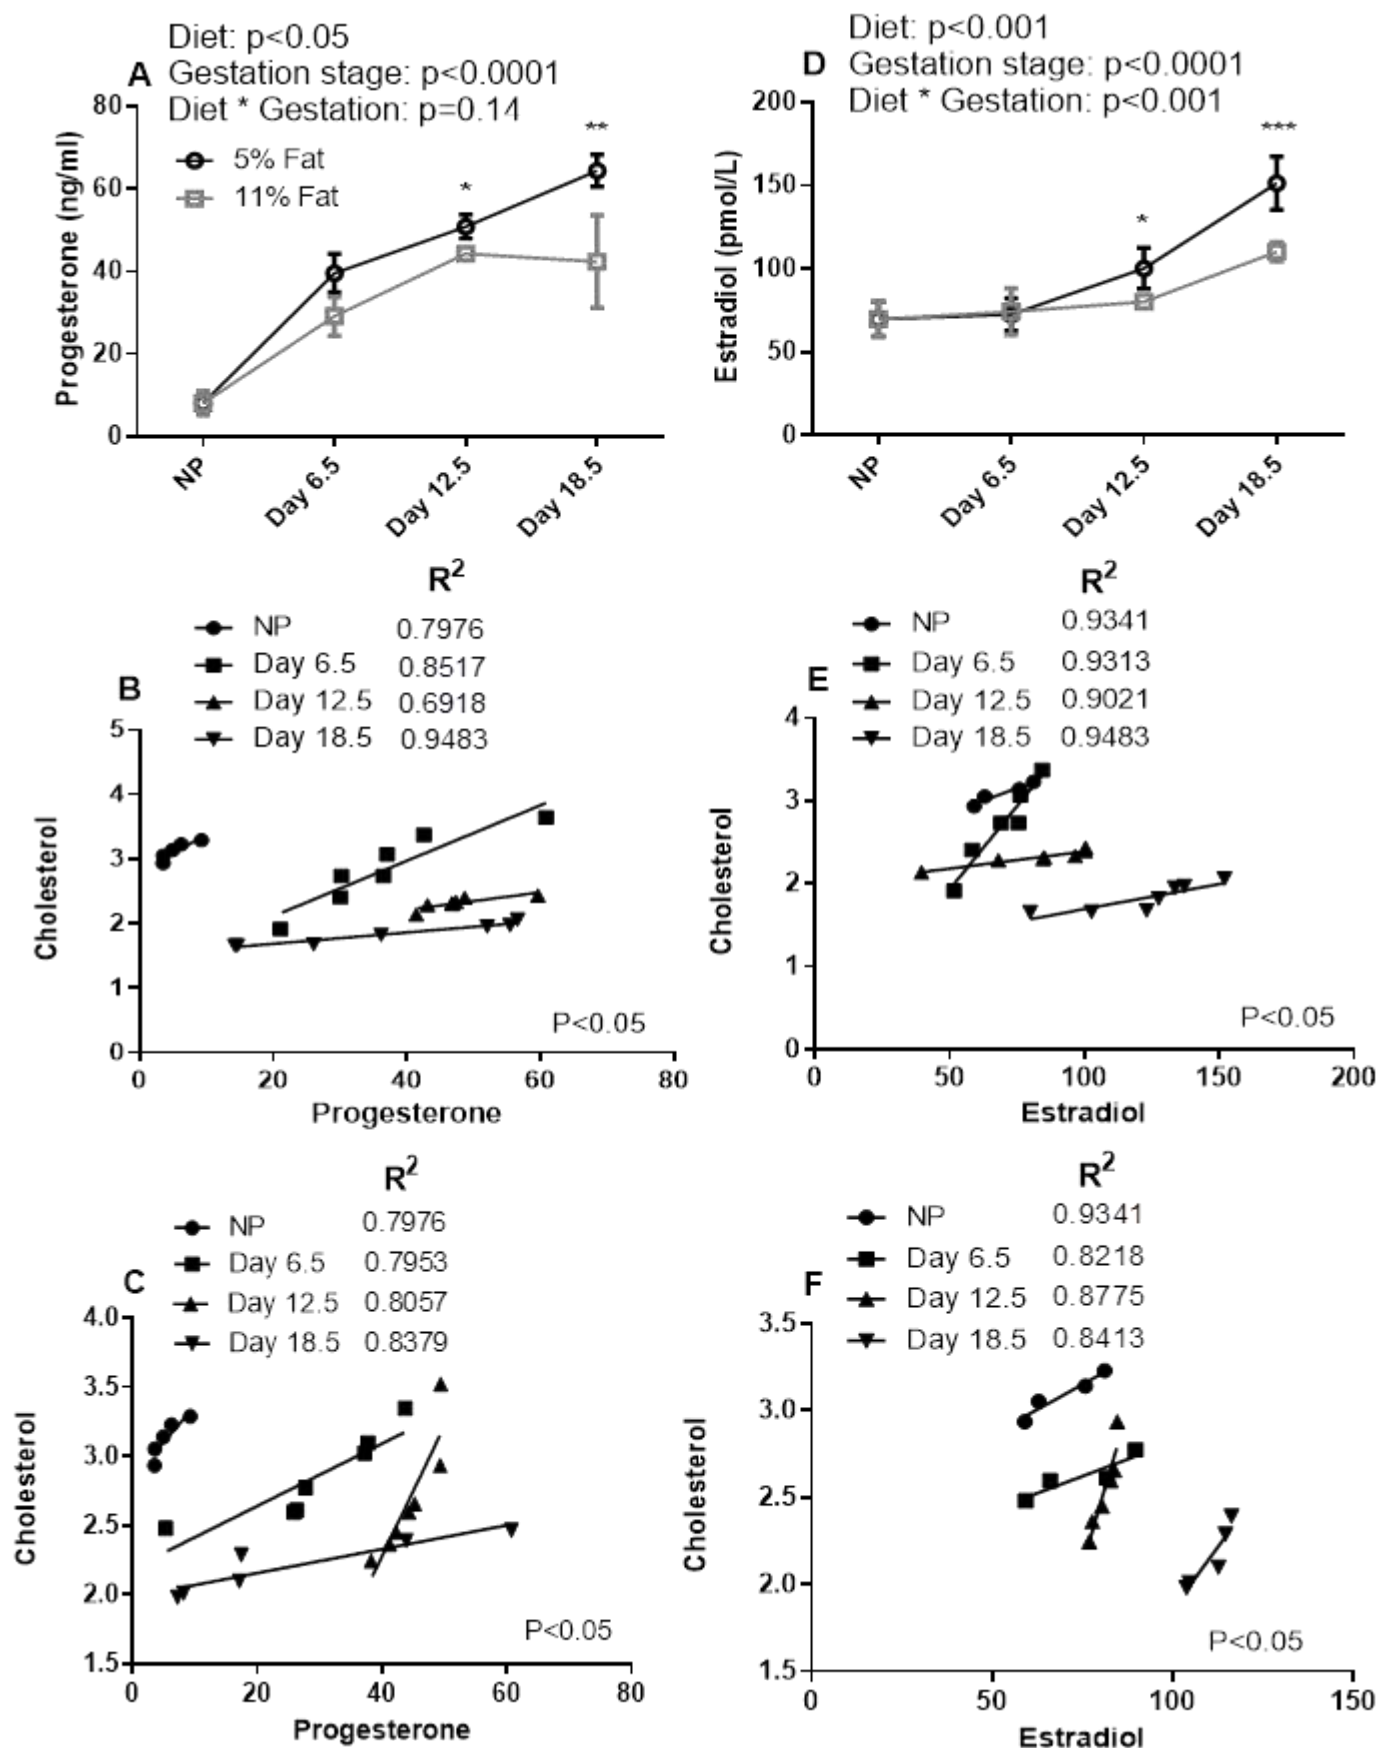 Diet: p<0.05
A Gestation stage: p<0.0001
Diet * Gestation: p=0.14
80
60
40
20
0
Progesterone (ng/ml)
5% Fat
11% Fat
*
**
NP
Day 6.5
Day 12.5
Day 18.5
Diet: p<0.001
D Gestation stage: p<0.0001
Diet * Gestation: p<0.001
200
150
100
50
0
Estradiol (pmol/L)
*
***
NP
Day 6.5
Day 12.5
Day 18.5
R²
NP 0.7976
Day 6.5 0.8517
Day 12.5 0.6918
Day 18.5 0.9483
B
5
4
3
2
1
0
Cholesterol
P<0.05
0 20 40 60 80
Progesterone
R²
NP 0.9341
Day 6.5 0.9313
Day 12.5 0.9021
Day 18.5 0.9483
E
4
3
2
1
0
Cholesterol
P<0.05
0 50 100 150 200
Estradiol
R²
NP 0.7976
Day 6.5 0.7953
Day 12.5 0.8057
Day 18.5 0.8379
C
4.0
3.5
3.0
2.5
2.0
1.5
Cholesterol
P<0.05
0 20 40 60 80
Progesterone
R²
NP 0.9341
Day 6.5 0.8218
Day 12.5 0.8775
Day 18.5 0.8413
F
3.5
3.0
2.5
2.0
1.5
Cholesterol
P<0.05
0 50 100 150
Estradiol